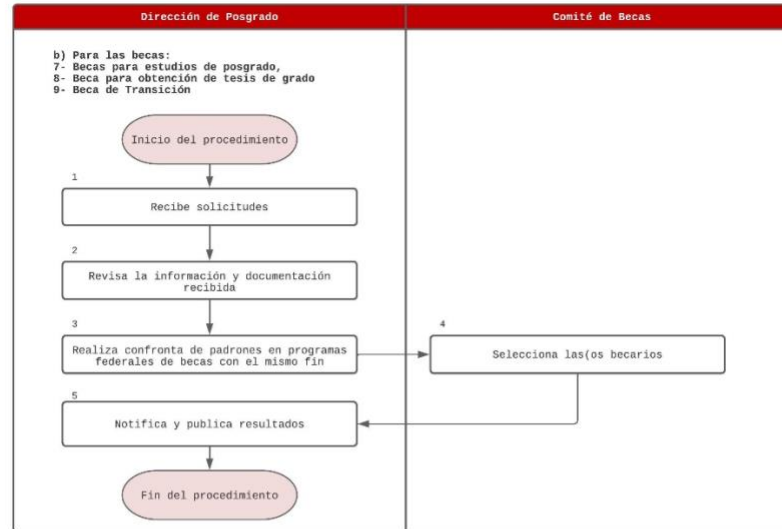 Dirección de Posgrado
Comité de Becas
b) Para las becas:
7- Becas para estudios de posgrado,
8- Beca para obtención de tesis de grado
9- Beca de Transición
Inicio del procedimiento
1
Recibe solicitudes
2
Revisa la información y documentación
recibida
3
Realiza confronta de padrones en programas
federales de becas con el mismo fin
4
Selecciona las(os becarios
5
Notifica y publica resultados
Fin del procedimiento